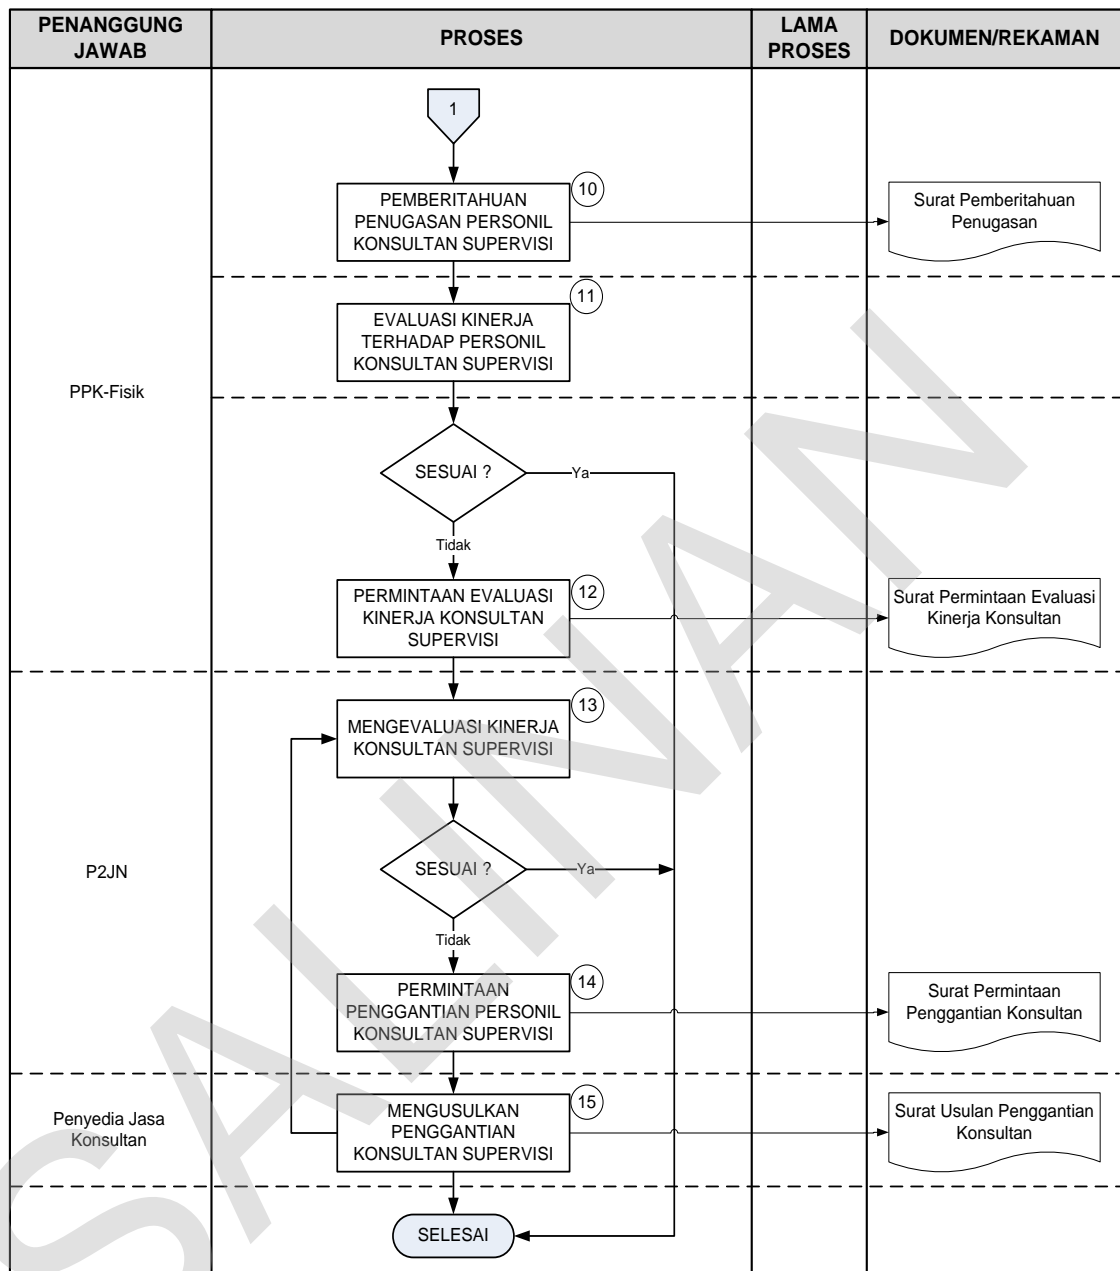 PENANGGUNG
JAWAB
PROSES
LAMA
PROSES
DOKUMEN/REKAMAN
1
PEMBERITAHUAN
PENUGASAN PERSONIL
KONSULTAN SUPERVISI
10
Surat Pemberitahuan
Penugasan
EVALUASI KINERJA
TERHADAP PERSONIL
KONSULTAN SUPERVISI
11
PPK-Fisik
SESUAI ?
Ya
Tidak
PERMINTAAN EVALUASI
KINERJA KONSULTAN
SUPERVISI
12
Surat Permintaan Evaluasi
Kinerja Konsultan
MENGEVALUASI KINERJA
KONSULTAN SUPERVISI
13
P2JN
SESUAI ?
Ya
Tidak
PERMINTAAN
PENGGANTIAN PERSONIL
KONSULTAN SUPERVISI
14
Surat Permintaan
Penggantian Konsultan
Penyedia Jasa
Konsultan
MENGUSULKAN
PENGGANTIAN
KONSULTAN SUPERVISI
15
Surat Usulan Penggantian
Konsultan
SELESAI
SALINAN